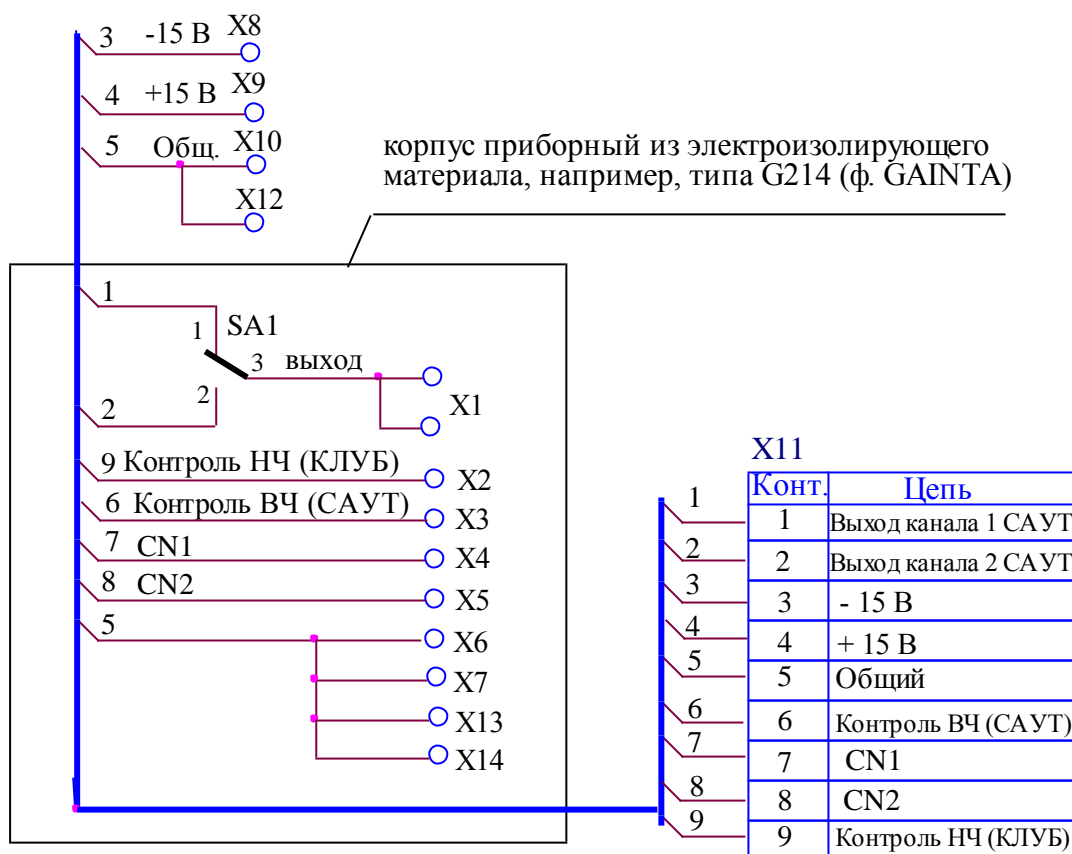 3 -15 В X8
4 +15 В X9
5 Общ. X10
X12
корпус приборный из электроизолирующего
материала, например, типа G214 (ф. GAINTA)
1
1 SA1
3 выход
2
2
X1
9 Контроль НЧ (КЛУБ) X2
6 Контроль ВЧ (САУТ) X3
7 CN1 X4
8 CN2 X5
5 X6
X7
X13
X14
X11
Конт. Цепь
1 1 Выход канала 1 САУТ
2 2 Выход канала 2 САУТ
3 3 - 15 В
4 4 + 15 В
5 5 Общий
6 6 Контроль ВЧ (САУТ)
7 7 CN1
8 8 CN2
9 9 Контроль НЧ (КЛУБ)